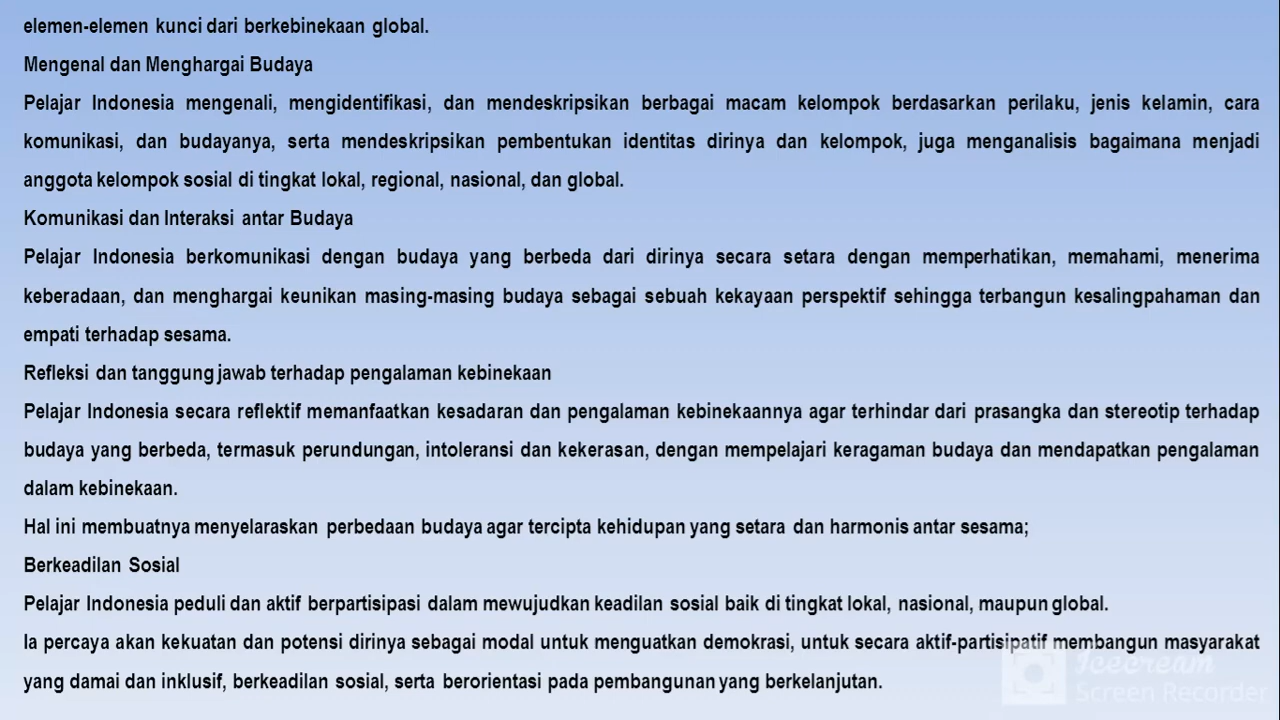 elemen-elemen kunci dari berkebinekaan global.
Mengenal dan Menghargai Budaya
Pelajar Indonesia mengenali, mengidentifikasi, dan mendeskripsikan berbagai macam kelompok berdasarkan perilaku, jenis kelamin, cara
komunikasi, dan budayanya, serta mendeskripsikan pembentukan identitas dirinya dan kelompok, juga menganalisis bagaimana menjadi
anggota kelompok sosial di tingkat lokal, regional, nasional, dan global.
Komunikasi dan Interaksi antar Budaya
Pelajar Indonesia berkomunikasi dengan budaya yang berbeda dari dirinya secara setara dengan memperhatikan, memahami, menerima
keberadaan, dan menghargai keunikan masing-masing budaya sebagai sebuah kekayaan perspektif sehingga terbangun kesalingpahaman dan
empati terhadap sesama.
Refleksi dan tanggung jawab terhadap pengalaman kebinekaan
Pelajar Indonesia secara reflektif memanfaatkan kesadaran dan pengalaman kebinekaannya agar terhindar dari prasangka dan stereotip terhadap
budaya yang berbeda, termasuk perundungan, intoleransi dan kekerasan, dengan mempelajari keragaman budaya dan mendapatkan pengalaman
dalam kebinekaan.
Hal ini membuatnya menyelaraskan perbedaan budaya agar tercipta kehidupan yang setara dan harmonis antar sesama;
Berkeadilan Sosial
Pelajar Indonesia peduli dan aktif berpartisipasi dalam mewujudkan keadilan sosial baik di tingkat lokal, nasional, maupun global.
Ia percaya akan kekuatan dan potensi dirinya sebagai modal untuk menguatkan demokrasi, untuk secara aktif-partisipatif membangun masyarakat
yang damai dan inklusif, berkeadilan sosial, serta berorientasi pada pembangunan yang berkelanjutan.
Icecream
Screen Recorder